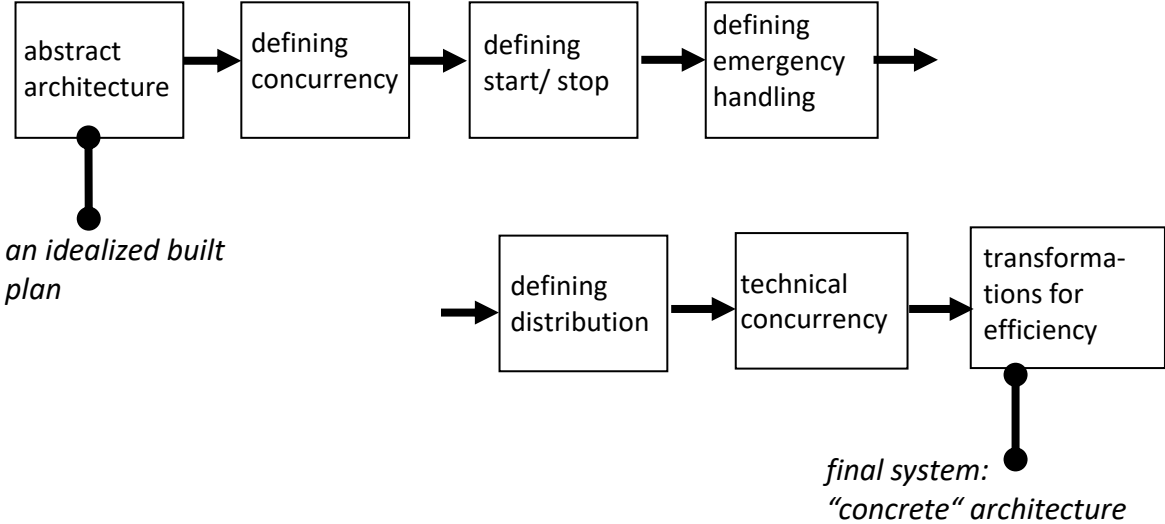 abstract
architecture
defining
concurrency
defining
start/ stop
defining
emergency
handling
an idealized built
plan
defining
distribution
technical
concurrency
transforma-
tions for
efficiency
final system:
“concrete“ architecture